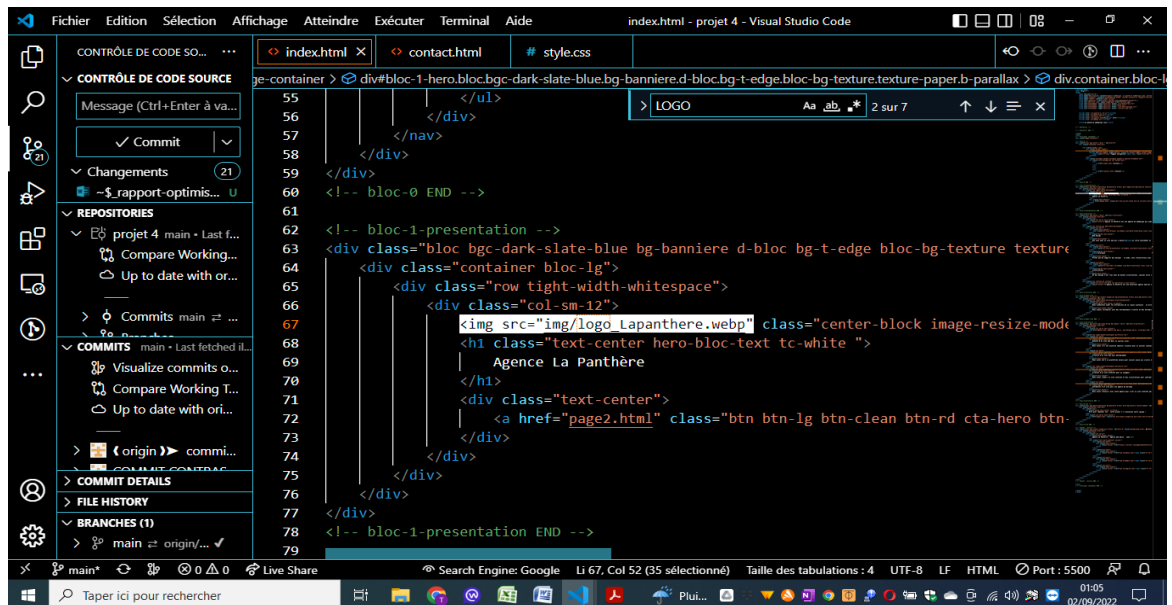 Fichier Edition Sélection Affichage Atteindre Exécuter Terminal Aide index.html - projet 4 - Visual Studio Code
CONTRÔLE DE CODE SO... ···
index.html contact.html # style.css
CONTRÔLE DE CODE SOURCE
ge-container > div#bloc-1-hero.bloc.bgc-dark-slate-blue.bg-banniere.d-bloc.bg-t-edge.bloc-bg-texture.texture-paper.b-parallax > div.container.bloc-l
Message (Ctrl+Enter à va...
Commit
Changements 21
~$_rapport-optimis... U
REPOSITORIES
projet 4 main • Last f...
Compare Working...
Up to date with or...
Commits main ⇄ ...
COMMITS main • Last fetched il...
Visualize commits o...
Compare Working T...
Up to date with ori...
( origin ) commi...
COMMIT CONTRAS...
COMMIT DETAILS
FILE HISTORY
BRANCHES (1)
main ⇄ origin/... ✓
21
LOGO Aa ab .* 2 sur 7
55 </ul>
56 </div>
57 </nav>
58 </div>
59 </div>
60 <!-- bloc-0 END -->
61
62 <!-- bloc-1-presentation -->
63 <div class="bloc bgc-dark-slate-blue bg-banniere d-bloc bg-t-edge bloc-bg-texture texture
64 <div class="container bloc-lg">
65 <div class="row tight-width-whitespace">
66 <div class="col-sm-12">
67 <img src="img/logo_Lapanthere.webp" class="center-block image-resize-mode
68 <h1 class="text-center hero-bloc-text tc-white ">
69 Agence La Panthère
70 </h1>
71 <div class="text-center">
72 <a href="page2.html" class="btn btn-lg btn-clean btn-rd cta-hero btn-
73 </div>
74 </div>
75 </div>
76 </div>
77 </div>
78 <!-- bloc-1-presentation END -->
79
main* 0 0 Live Share Search Engine: Google Li 67, Col 52 (35 sélectionné) Taille des tabulations : 4 UTF-8 LF HTML Port : 5500
Taper ici pour rechercher Plui... 01:05
02/09/2022